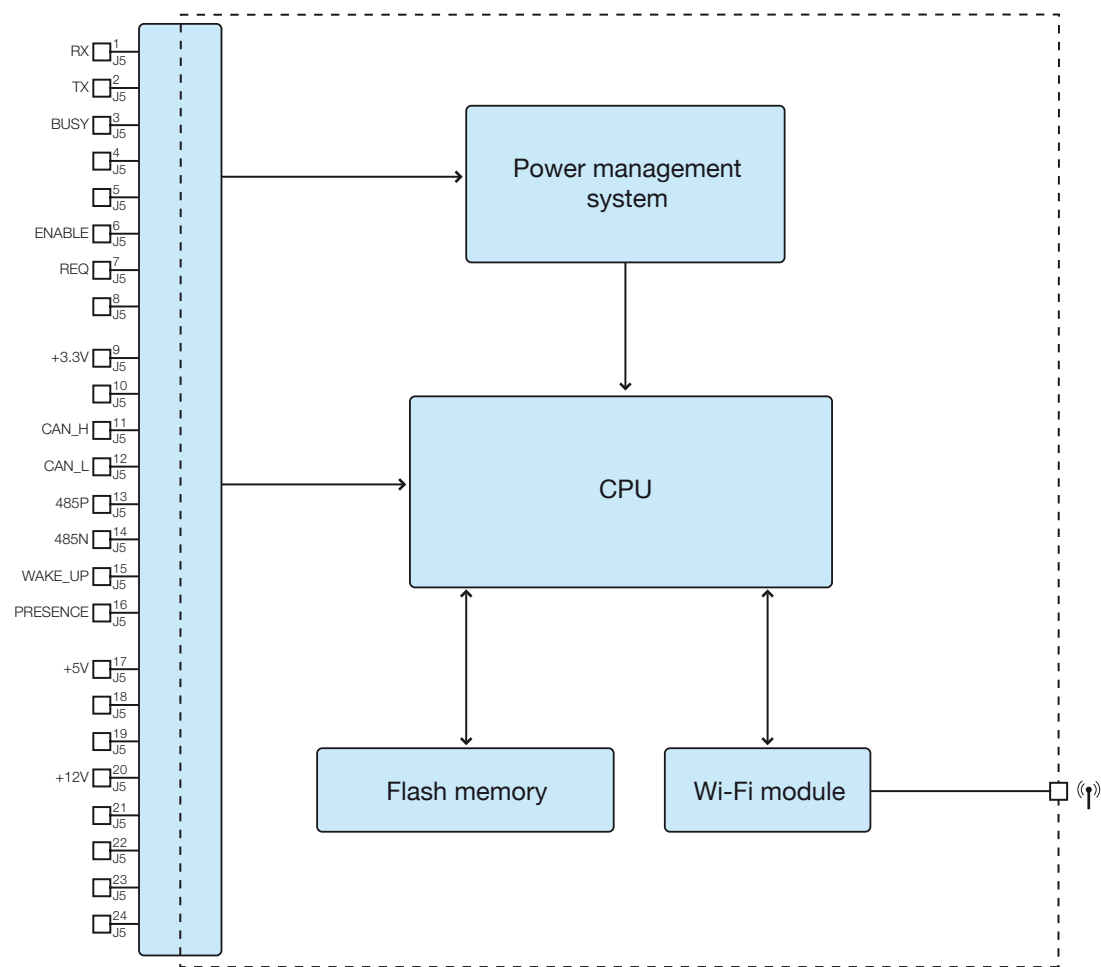 RX 1
J5
TX 2
J5
BUSY 3
J5
4
J5
5
J5
ENABLE 6
J5
REQ 7
J5
8
J5
+3.3V 9
J5
10
J5
CAN_H 11
J5
CAN_L 12
J5
485P 13
J5
485N 14
J5
WAKE_UP 15
J5
PRESENCE 16
J5
+5V 17
J5
18
J5
19
J5
+12V 20
J5
21
J5
22
J5
23
J5
24
J5
Power management
system
CPU
Flash memory
Wi-Fi module